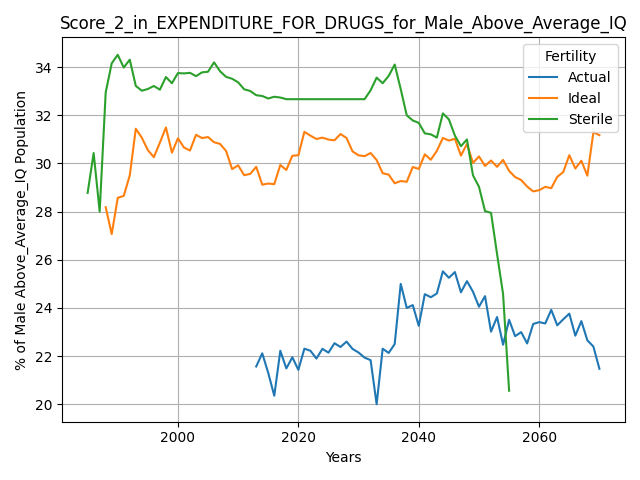 Score_2_in_EXPENDITURE_FOR_DRUGS_for_Male_Above_Average_IQ
% of Male Above_Average_IQ Population
34
32
30
28
26
24
22
20
2000
2020
2040
2060
Years
Fertility
Actual
Ideal
Sterile